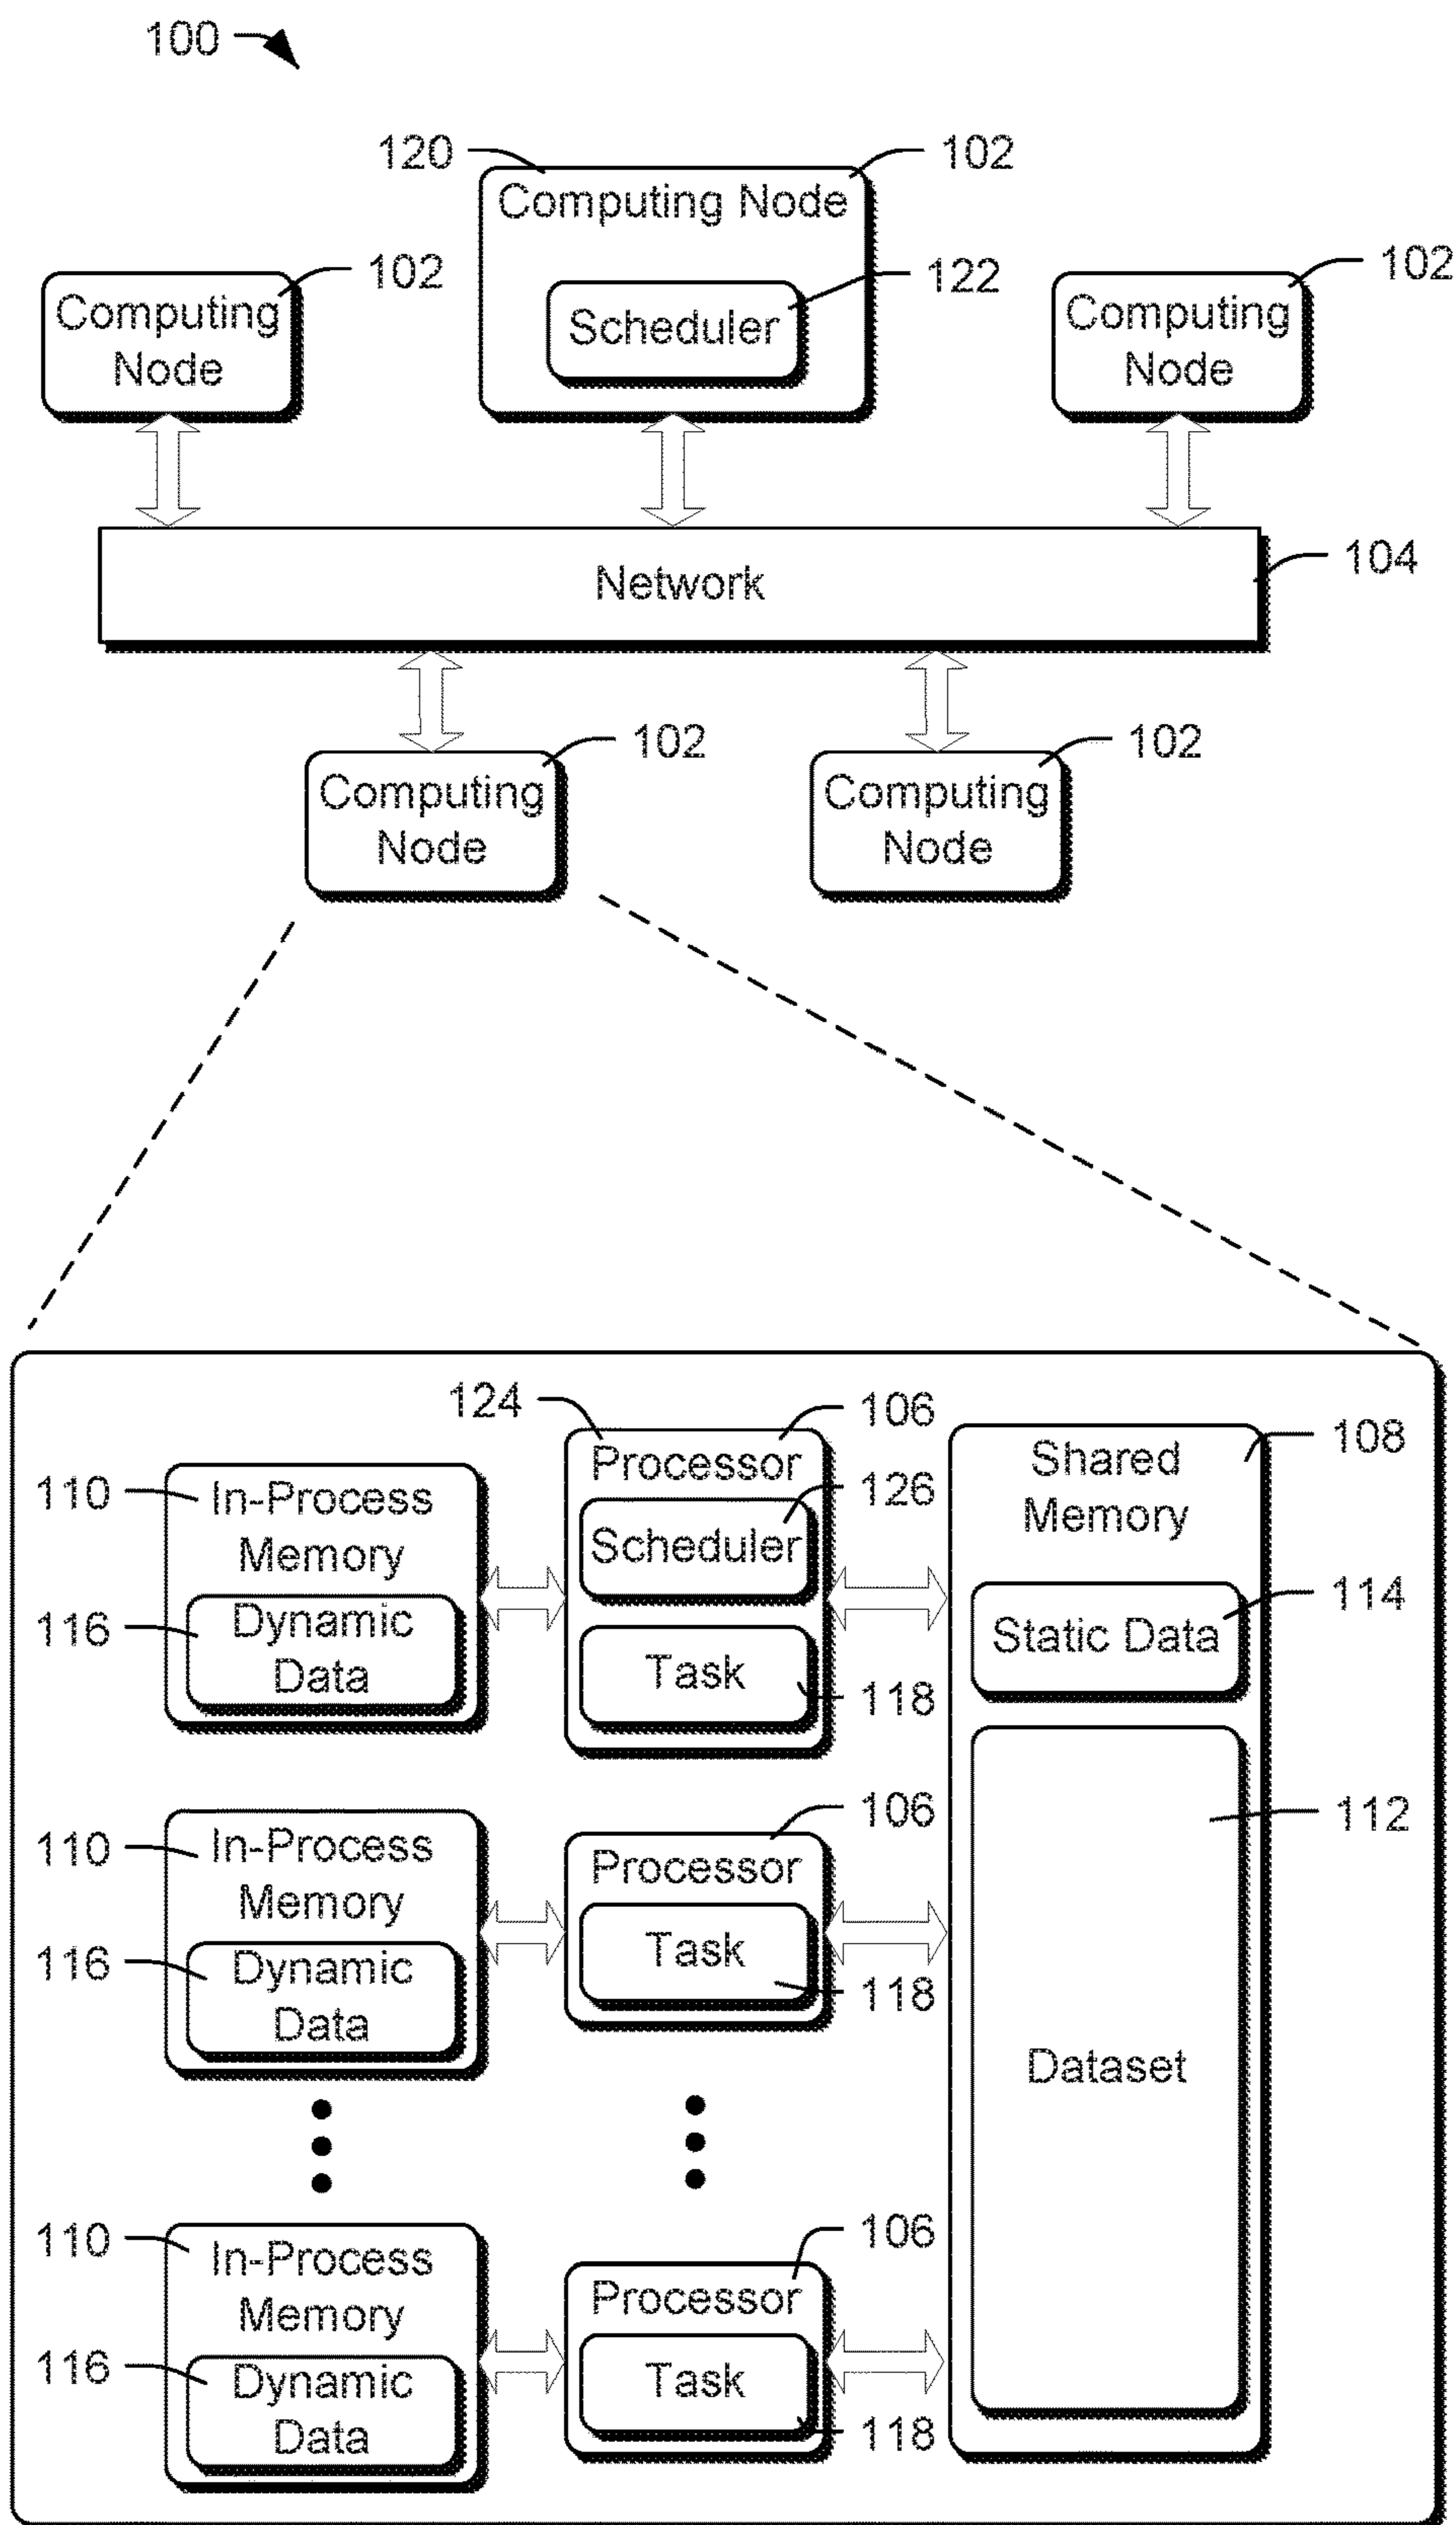 100
120
102
Computing Node
102
122
102
Computing
Node
Scheduler
Computing
Node
104
Network
102
102
Computing
Node
Computing
Node
124
106
108
Processor
Shared
Memory
110
In-Process
Memory
126
Scheduler
114
116
Dynamic
Data
Static Data
Task
118
106
112
110
In-Process
Memory
Processor
116
Dynamic
Data
Task
118
Dataset
110
In-Process
Memory
106
Processor
116
Dynamic
Data
Task
118